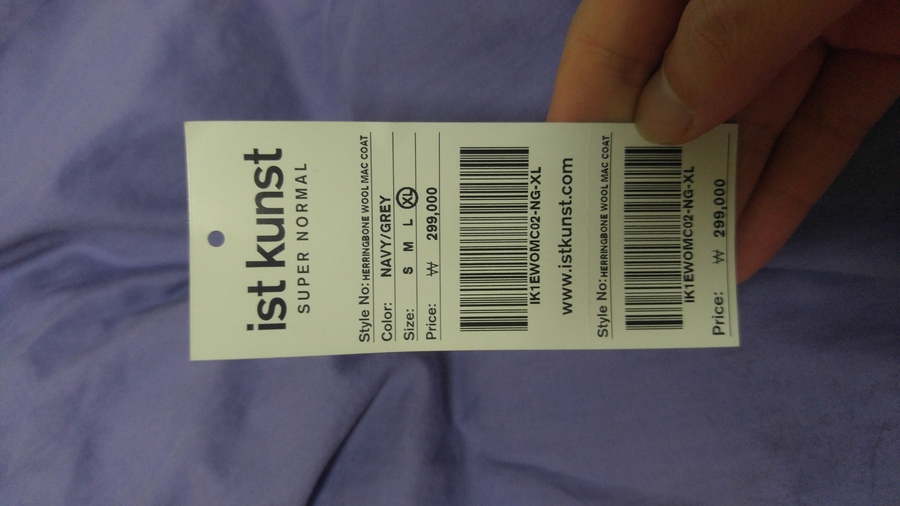 ist kunst
SUPER NORMAL
Style No: HERRINGBONE WOOL MAC COAT
Color: NAVY/GREY
Size: S M L XL
Price: ₩ 299,000
IK1EWOMC02-NG-XL
www.istkunst.com
Style No: HERRINGBONE WOOL MAC COAT
IK1EWOMC02-NG-XL
Price: ₩ 299,000